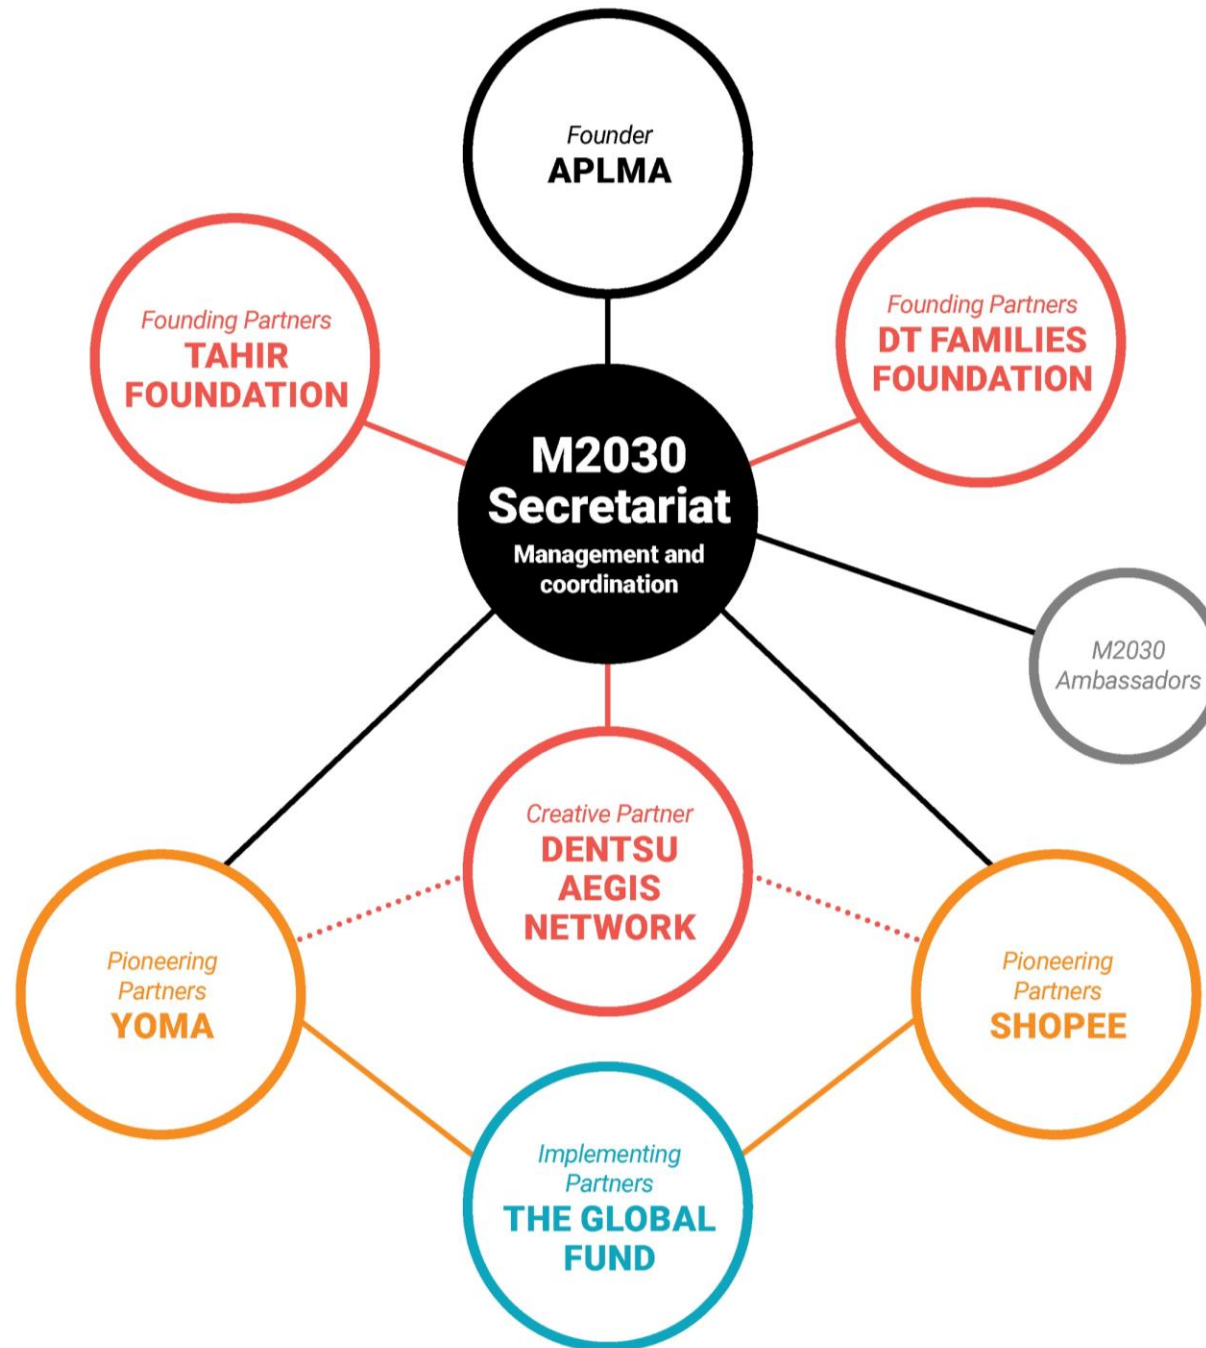 Founder
APLMA
Founding Partners
TAHIR
FOUNDATION
Founding Partners
DT FAMILIES
FOUNDATION
M2030
Secretariat
Management and
coordination
M2030
Ambassadors
Creative Partner
DENTSU
AEGIS
NETWORK
Pioneering
Partners
YOMA
Pioneering
Partners
SHOPEE
Implementing
Partners
THE GLOBAL
FUND